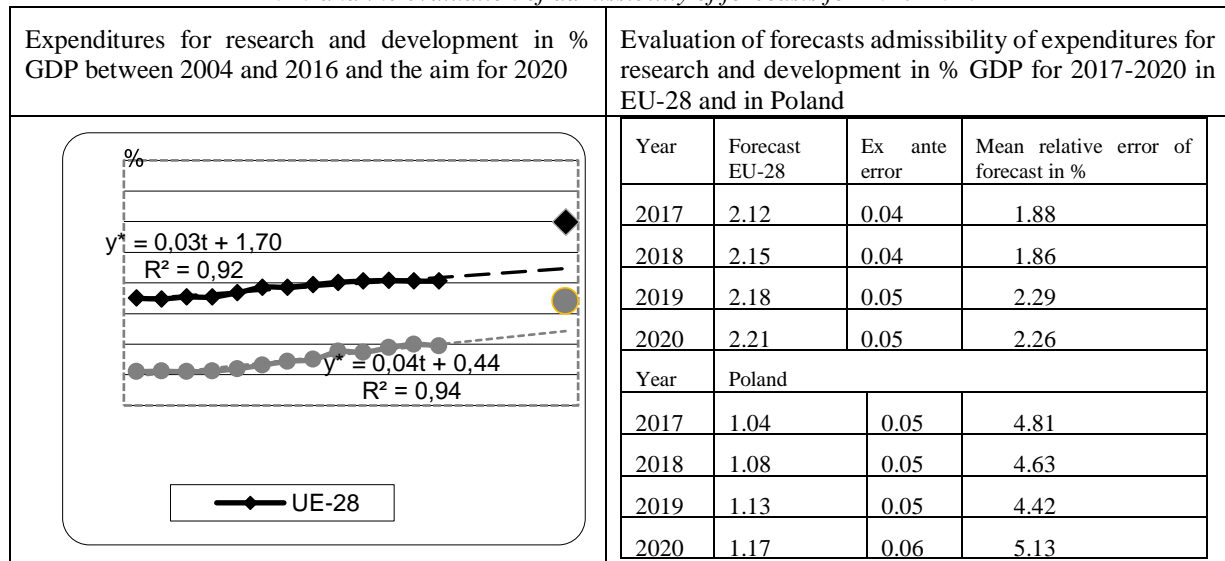 Expenditures for research and development in %
GDP between 2004 and 2016 and the aim for 2020
Evaluation of forecasts admissibility of expenditures for
research and development in % GDP for 2017-2020 in
EU-28 and in Poland
%
y* = 0,03t + 1,70
R² = 0,92
y* = 0,04t + 0,44
R² = 0,94
UE-28
Year Forecast EU-28 Ex ante error Mean relative error of forecast in %
2017 2.12 0.04 1.88
2018 2.15 0.04 1.86
2019 2.18 0.05 2.29
2020 2.21 0.05 2.26
Year Poland
2017 1.04 0.05 4.81
2018 1.08 0.05 4.63
2019 1.13 0.05 4.42
2020 1.17 0.06 5.13